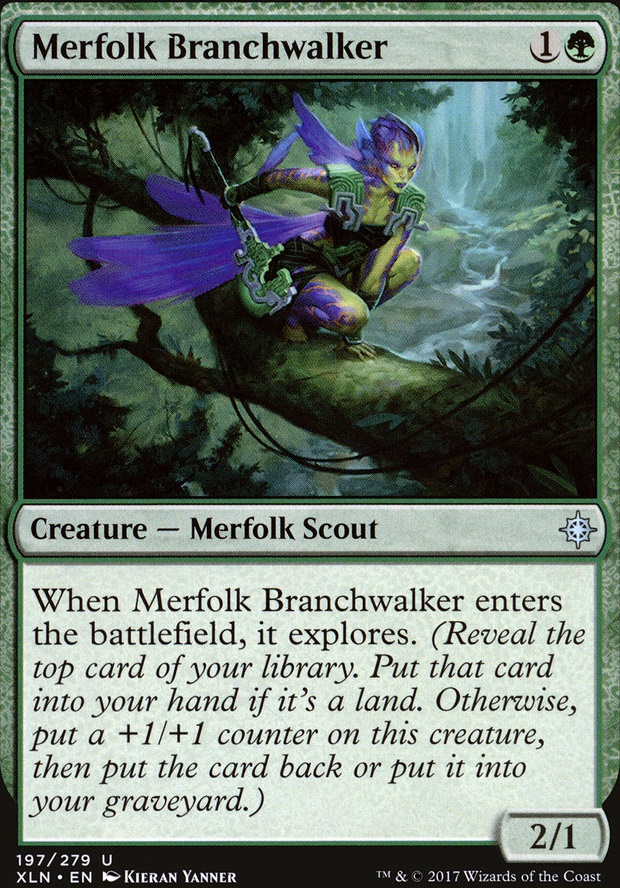 Merfolk Branchwalker 1
Creature — Merfolk Scout
When Merfolk Branchwalker enters
the battlefield, it explores. (Reveal the
top card of your library. Put that card
into your hand if it's a land. Otherwise,
put a +1/+1 counter on this creature,
then put the card back or put it into
your graveyard.)
2/1
197/279 U
XLN • EN KIERAN YANNER
™ & © 2017 Wizards of the Coast